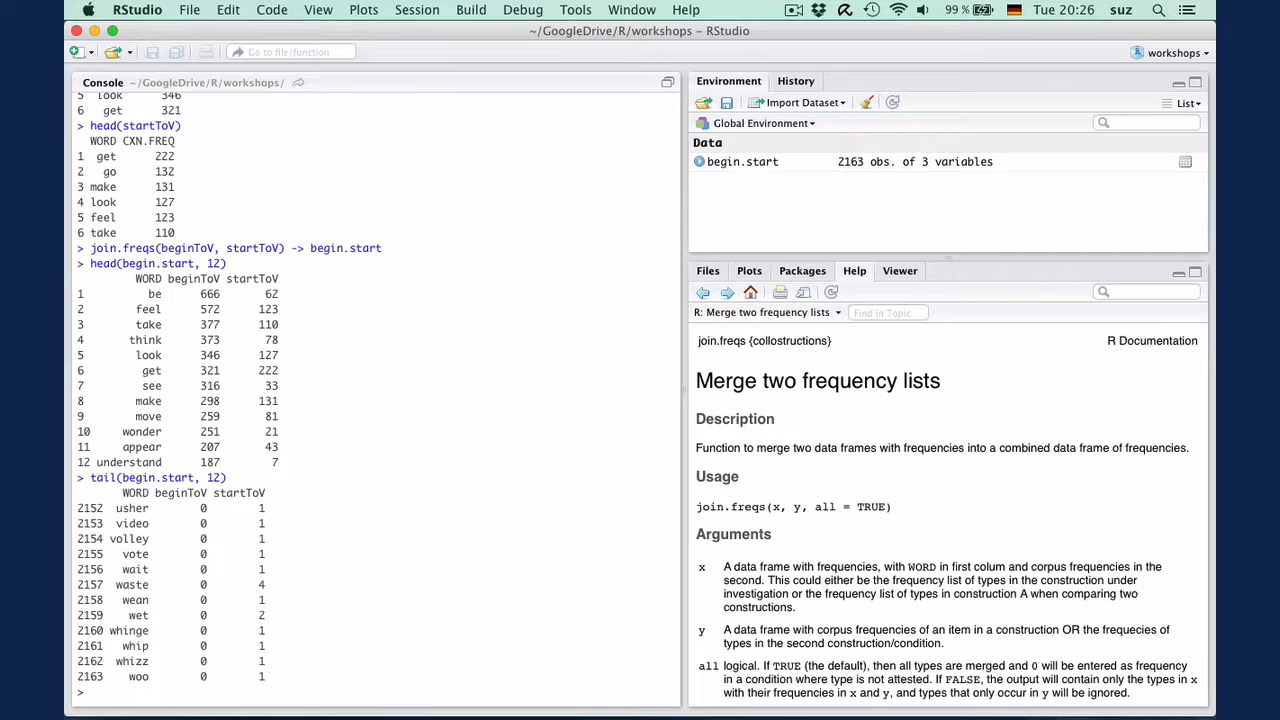 RStudio File Edit Code View Plots Session Build Debug Tools Window Help 99% Tue 20:26 suz
~/GoogleDrive/R/workshops – RStudio
Go to file/function workshops
Console ~/GoogleDrive/R/workshops/
5 look 346
6 get 321
> head(startToV)
WORD CXN.FREQ
1 get 222
2 go 132
3 make 131
4 look 127
5 feel 123
6 take 110
> join.freqs(beginToV, startToV) -> begin.start
> head(begin.start, 12)
WORD beginToV startToV
1 be 666 62
2 feel 572 123
3 take 377 110
4 think 373 78
5 look 346 127
6 get 321 222
7 see 316 33
8 make 298 131
9 move 259 81
10 wonder 251 21
11 appear 207 43
12 understand 187 7
> tail(begin.start, 12)
WORD beginToV startToV
2152 usher 0 1
2153 video 0 1
2154 volley 0 1
2155 vote 0 1
2156 wait 0 1
2157 waste 0 4
2158 wean 0 1
2159 wet 0 2
2160 whinge 0 1
2161 whip 0 1
2162 whizz 0 1
2163 woo 0 1
>
Environment History
Import Dataset List
Global Environment
Data
begin.start 2163 obs. of 3 variables
Files Plots Packages Help Viewer
R: Merge two frequency lists Find in Topic
join.freqs {collostructions} R Documentation
Merge two frequency lists
Description
Function to merge two data frames with frequencies into a combined data frame of frequencies.
Usage
join.freqs(x, y, all = TRUE)
Arguments
x A data frame with frequencies, with WORD in first colum and corpus frequencies in the
second. This could either be the frequency list of types in the construction under
investigation or the frequency list of types in construction A when comparing two
constructions.
y A data frame with corpus frequencies of an item in a construction OR the frequecies of
types in the second construction/condition.
all logical. If TRUE (the default), then all types are merged and 0 will be entered as frequency
in a condition where type is not attested. If FALSE, the output will contain only the types in x
with their frequencies in x and y, and types that only occur in y will be ignored.